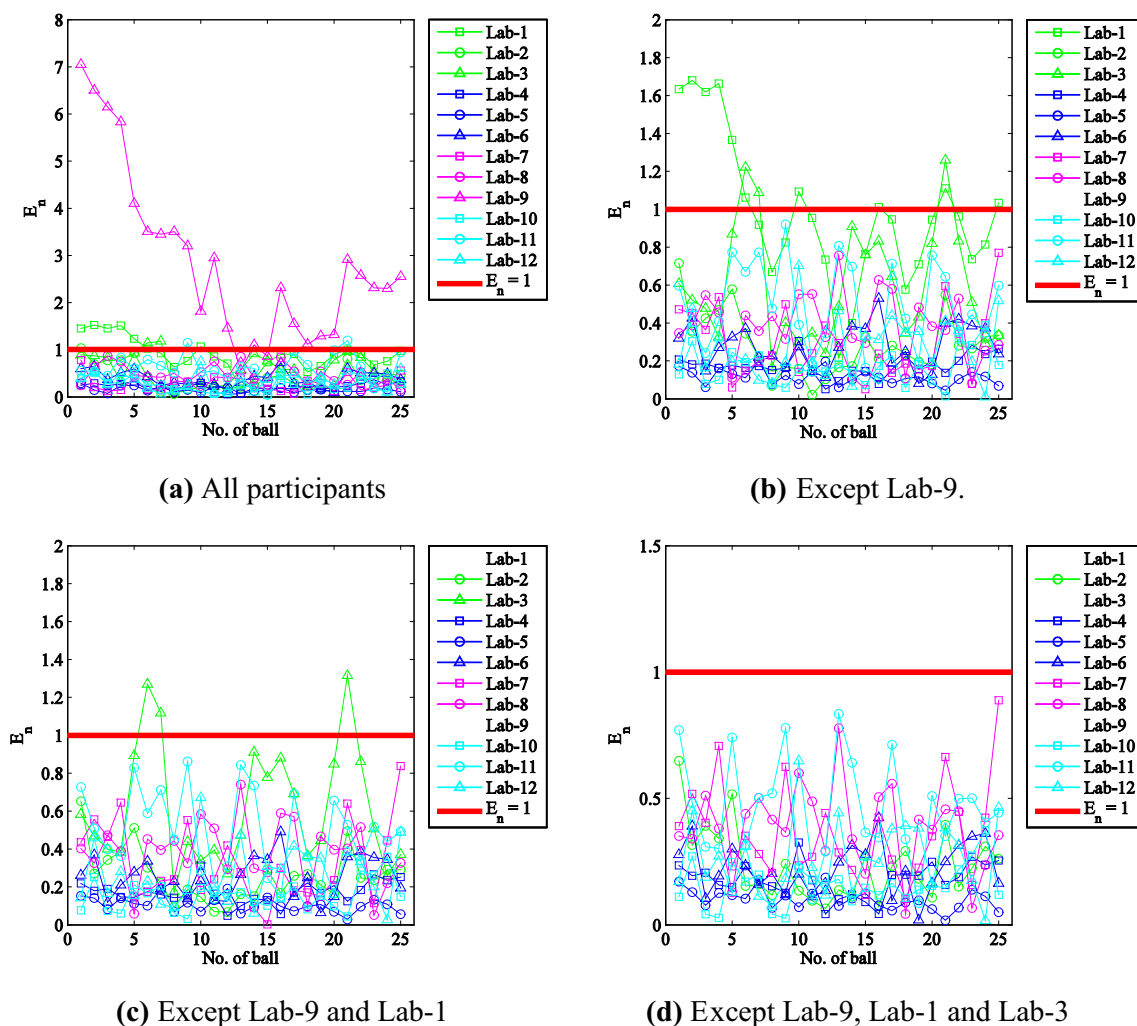 8
7
6
5
4
3
2
1
0
E_n
0 5 10 15 20 25
No. of ball
Lab-1
Lab-2
Lab-3
Lab-4
Lab-5
Lab-6
Lab-7
Lab-8
Lab-9
Lab-10
Lab-11
Lab-12
E_n = 1
(a) All participants
2
1.8
1.6
1.4
1.2
1
0.8
0.6
0.4
0.2
0
E_n
0 5 10 15 20 25
No. of ball
Lab-1
Lab-2
Lab-3
Lab-4
Lab-5
Lab-6
Lab-7
Lab-8
Lab-9
Lab-10
Lab-11
Lab-12
E_n = 1
(b) Except Lab-9.
2
1.8
1.6
1.4
1.2
1
0.8
0.6
0.4
0.2
0
E_n
0 5 10 15 20 25
No. of ball
Lab-1
Lab-2
Lab-3
Lab-4
Lab-5
Lab-6
Lab-7
Lab-8
Lab-9
Lab-10
Lab-11
Lab-12
E_n = 1
(c) Except Lab-9 and Lab-1
1.5
1
0.5
0
E_n
0 5 10 15 20 25
No. of ball
Lab-1
Lab-2
Lab-3
Lab-4
Lab-5
Lab-6
Lab-7
Lab-8
Lab-9
Lab-10
Lab-11
Lab-12
E_n = 1
(d) Except Lab-9, Lab-1 and Lab-3